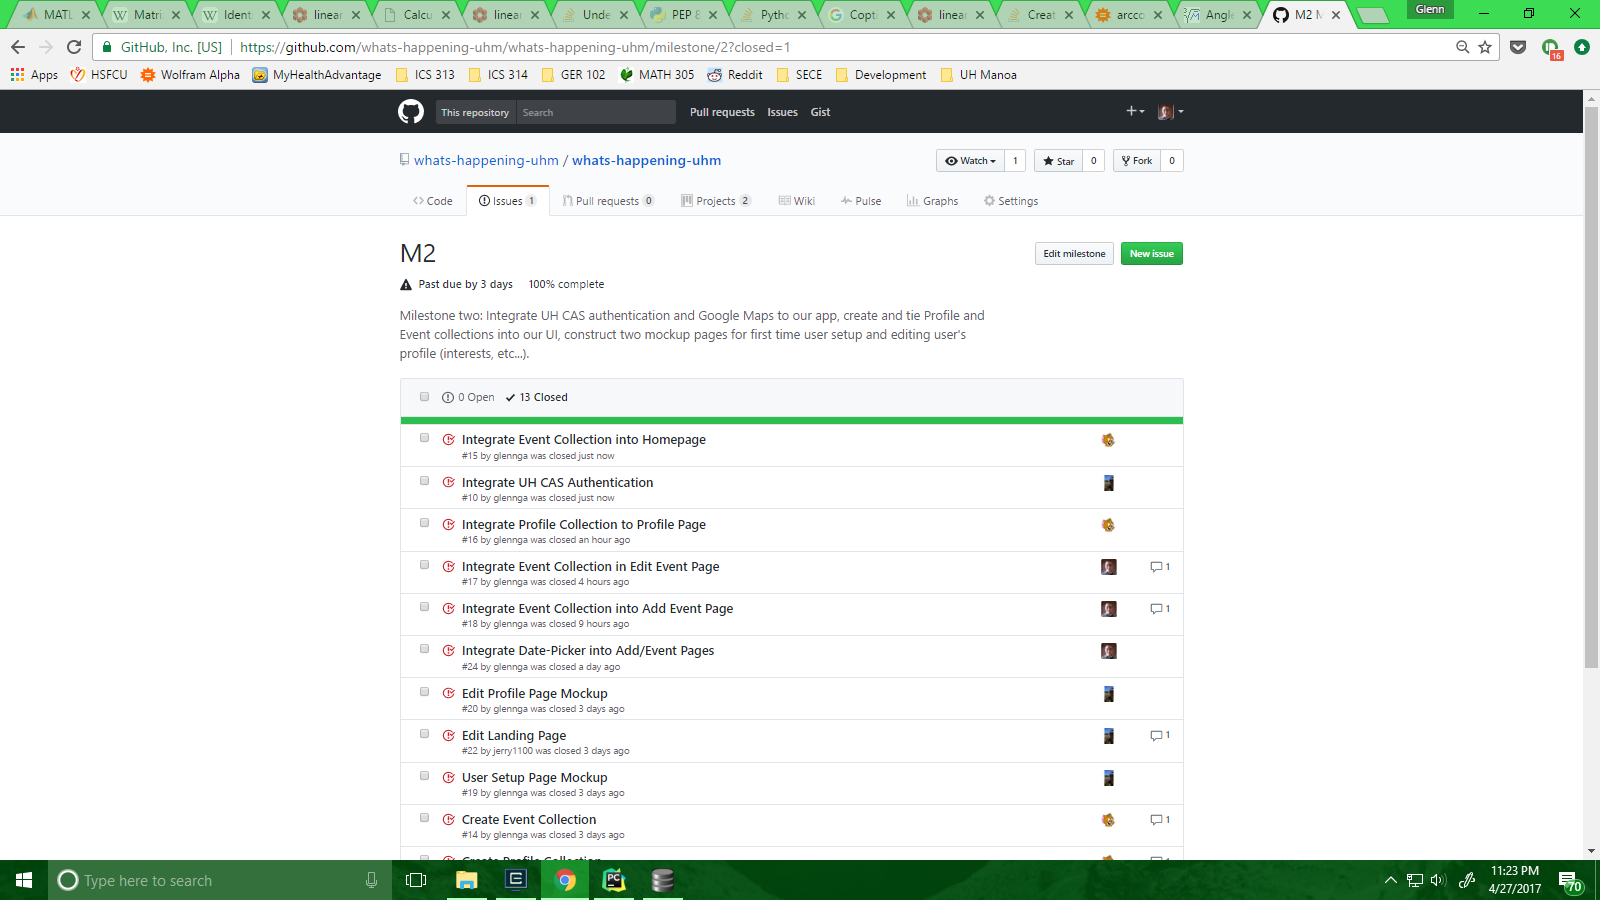 MATL
Matri
Identi
linear
Calcu
linear
Unde
PEP 8
Pytho
Copti
linear
Creat
arcco
Angle
M2 M
Glenn
GitHub, Inc. [US] https://github.com/whats-happening-uhm/whats-happening-uhm/milestone/2?closed=1
16
Apps HSFCU Wolfram Alpha MyHealthAdvantage ICS 313 ICS 314 GER 102 MATH 305 Reddit SECE Development UH Manoa
This repository Search Pull requests Issues Gist
whats-happening-uhm / whats-happening-uhm Watch 1 Star 0 Fork 0
Code Issues 1 Pull requests 0 Projects 2 Wiki Pulse Graphs Settings
M2 Edit milestone New issue
Past due by 3 days 100% complete
Milestone two: Integrate UH CAS authentication and Google Maps to our app, create and tie Profile and
Event collections into our UI, construct two mockup pages for first time user setup and editing user's
profile (interests, etc...).
0 Open 13 Closed
Integrate Event Collection into Homepage
#15 by glennga was closed just now
Integrate UH CAS Authentication
#10 by glennga was closed just now
Integrate Profile Collection to Profile Page
#16 by glennga was closed an hour ago
Integrate Event Collection in Edit Event Page 1
#17 by glennga was closed 4 hours ago
Integrate Event Collection into Add Event Page 1
#18 by glennga was closed 9 hours ago
Integrate Date-Picker into Add/Event Pages
#24 by glennga was closed a day ago
Edit Profile Page Mockup
#20 by glennga was closed 3 days ago
Edit Landing Page 1
#22 by jerry1100 was closed 3 days ago
User Setup Page Mockup
#19 by glennga was closed 3 days ago
Create Event Collection 1
#14 by glennga was closed 3 days ago
Create Profile Collection
Type here to search
PC
11:23 PM
4/27/2017
70